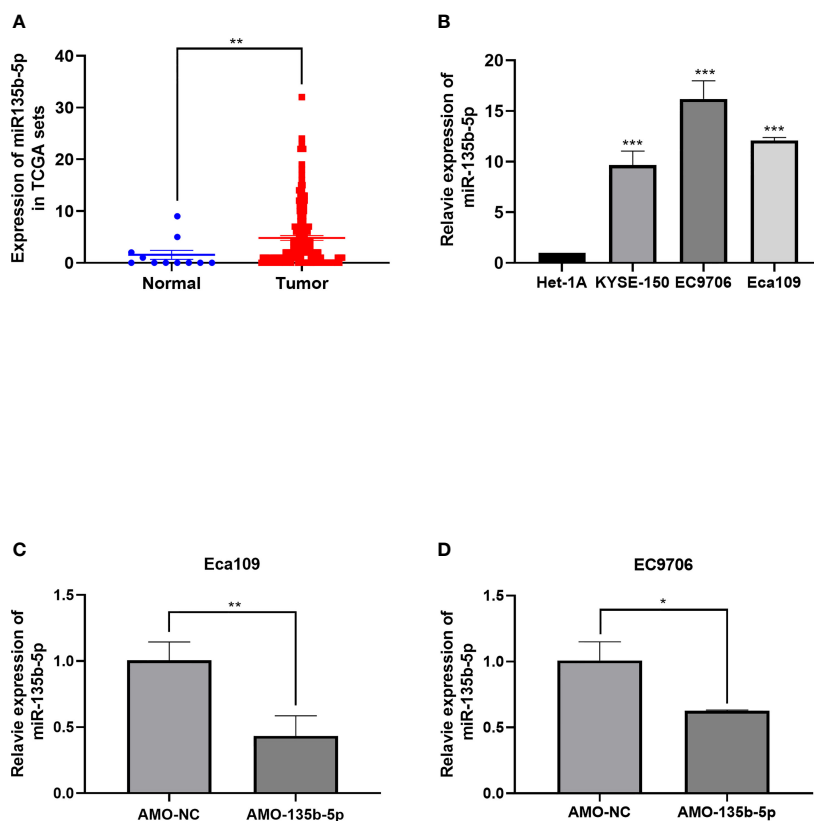 A
Expression of miR135b-5p
in TCGA sets
40
30
20
10
0
**
Normal
Tumor
B
Relavie expression of
miR-135b-5p
20
15
10
5
0
***
***
***
Het-1A
KYSE-150
EC9706
Eca109
C
Eca109
Relavie expression of
miR-135b-5p
1.5
1.0
0.5
0.0
**
AMO-NC
AMO-135b-5p
D
EC9706
Relavie expression of
miR-135b-5p
1.5
1.0
0.5
0.0
*
AMO-NC
AMO-135b-5p